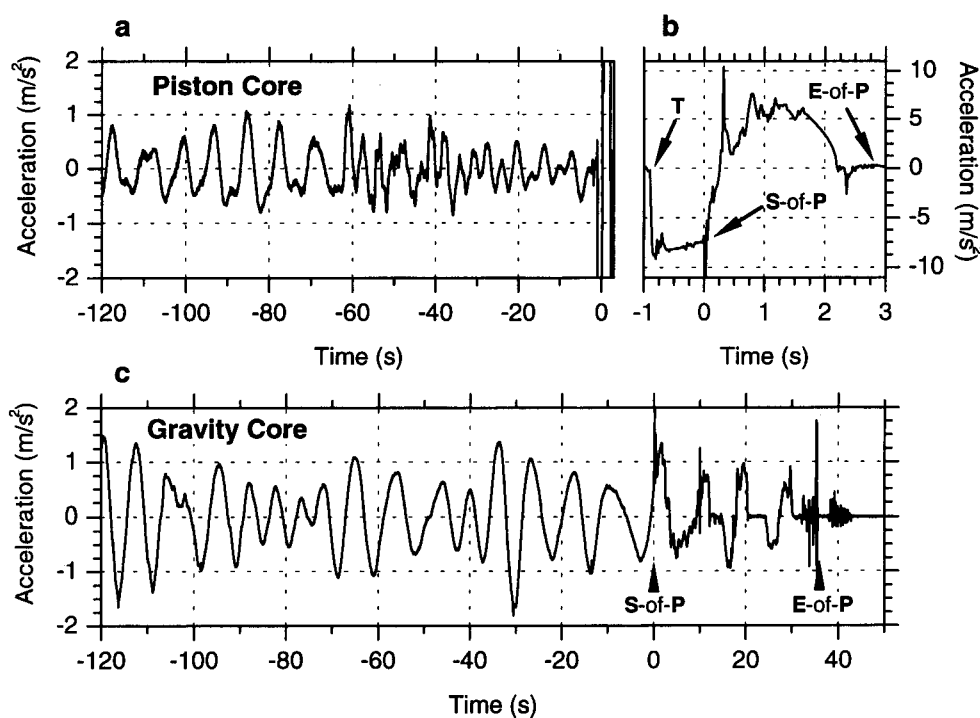 a
b
Acceleration (m/s²)
2
1
0
-1
-2
Piston Core
-120 -100 -80 -60 -40 -20 0
Time (s)
T
E-of-P
S-of-P
10
5
0
-5
-10
Acceleration (m/s²)
-1 0 1 2 3
Time (s)
c
Acceleration (m/s²)
2
1
0
-1
-2
Gravity Core
S-of-P
E-of-P
-120 -100 -80 -60 -40 -20 0 20 40
Time (s)